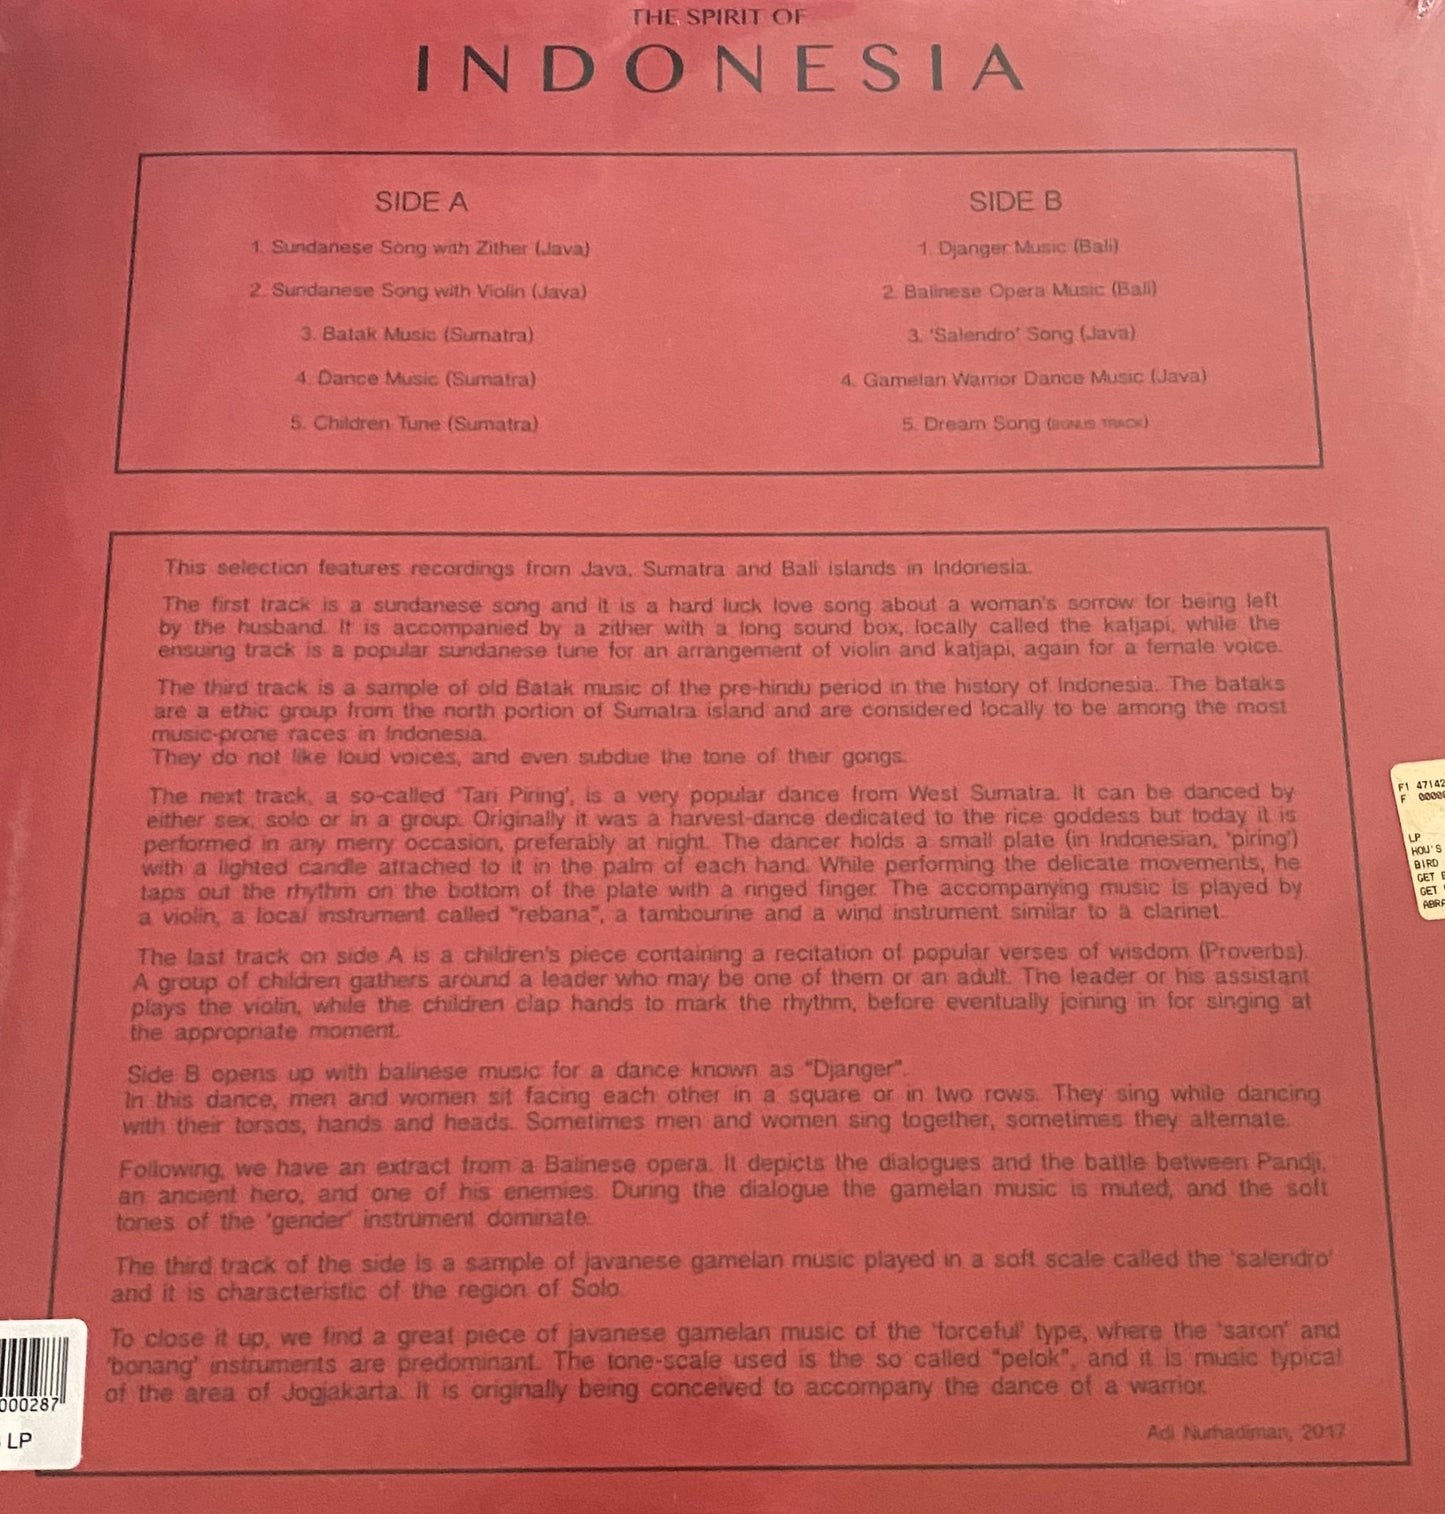 THE SPIRIT OF
INDONESIA
SIDE A
1. Sundanese Song with Zither (Java)
2. Sundanese Song with Violin (Java)
3. Batak Music (Sumatra)
4. Dance Music (Sumatra)
5. Children Tune (Sumatra)
SIDE B
1. Djanger Music (Bali)
2. Balinese Opera Music (Bali)
3. 'Salendro' Song (Java)
4. Gamelan Warrior Dance Music (Java)
5. Dream Song (BONUS TRACK)
This selection features recordings from Java, Sumatra and Bali islands in Indonesia.
The first track is a sundanese song and it is a hard luck love song about a woman's sorrow for being left
by the husband. It is accompanied by a zither with a long sound box, locally called the katjapi, while the
ensuing track is a popular sundanese tune for an arrangement of violin and katjapi, again for a female voice.
The third track is a sample of old Batak music of the pre-hindu period in the history of Indonesia. The bataks
are a ethic group from the north portion of Sumatra island and are considered locally to be among the most
music-prone races in Indonesia.
They do not like loud voices, and even subdue the tone of their gongs.
The next track, a so-called 'Tari Piring', is a very popular dance from West Sumatra. It can be danced by
either sex, solo or in a group. Originally it was a harvest-dance dedicated to the rice goddess but today it is
performed in any merry occasion, preferably at night. The dancer holds a small plate (in Indonesian, 'piring')
with a lighted candle attached to it in the palm of each hand. While performing the delicate movements, he
taps out the rhythm on the bottom of the plate with a ringed finger. The accompanying music is played by
a violin, a local instrument called "rebana", a tambourine and a wind instrument similar to a clarinet.
The last track on side A is a children's piece containing a recitation of popular verses of wisdom (Proverbs).
A group of children gathers around a leader who may be one of them or an adult. The leader or his assistant
plays the violin, while the children clap hands to mark the rhythm, before eventually joining in for singing at
the appropriate moment.
Side B opens up with balinese music for a dance known as "Djanger".
In this dance, men and women sit facing each other in a square or in two rows. They sing while dancing
with their torsos, hands and heads. Sometimes men and women sing together, sometimes they alternate.
Following, we have an extract from a Balinese opera. It depicts the dialogues and the battle between Pandji,
an ancient hero, and one of his enemies. During the dialogue the gamelan music is muted, and the soft
tones of the 'gender' instrument dominate.
The third track of the side is a sample of javanese gamelan music played in a soft scale called the 'salendro'
and it is characteristic of the region of Solo.
To close it up, we find a great piece of javanese gamelan music of the 'forceful' type, where the 'saron' and
'bonang' instruments are predominant. The tone-scale used is the so called "pelok", and it is music typical
of the area of Jogjakarta. It is originally being conceived to accompany the dance of a warrior.
Adi Nurhadiman, 2017
000287
LP
F1 47142
F 0000
LP
HOW'S
BIRD
GET
GET
ABRA